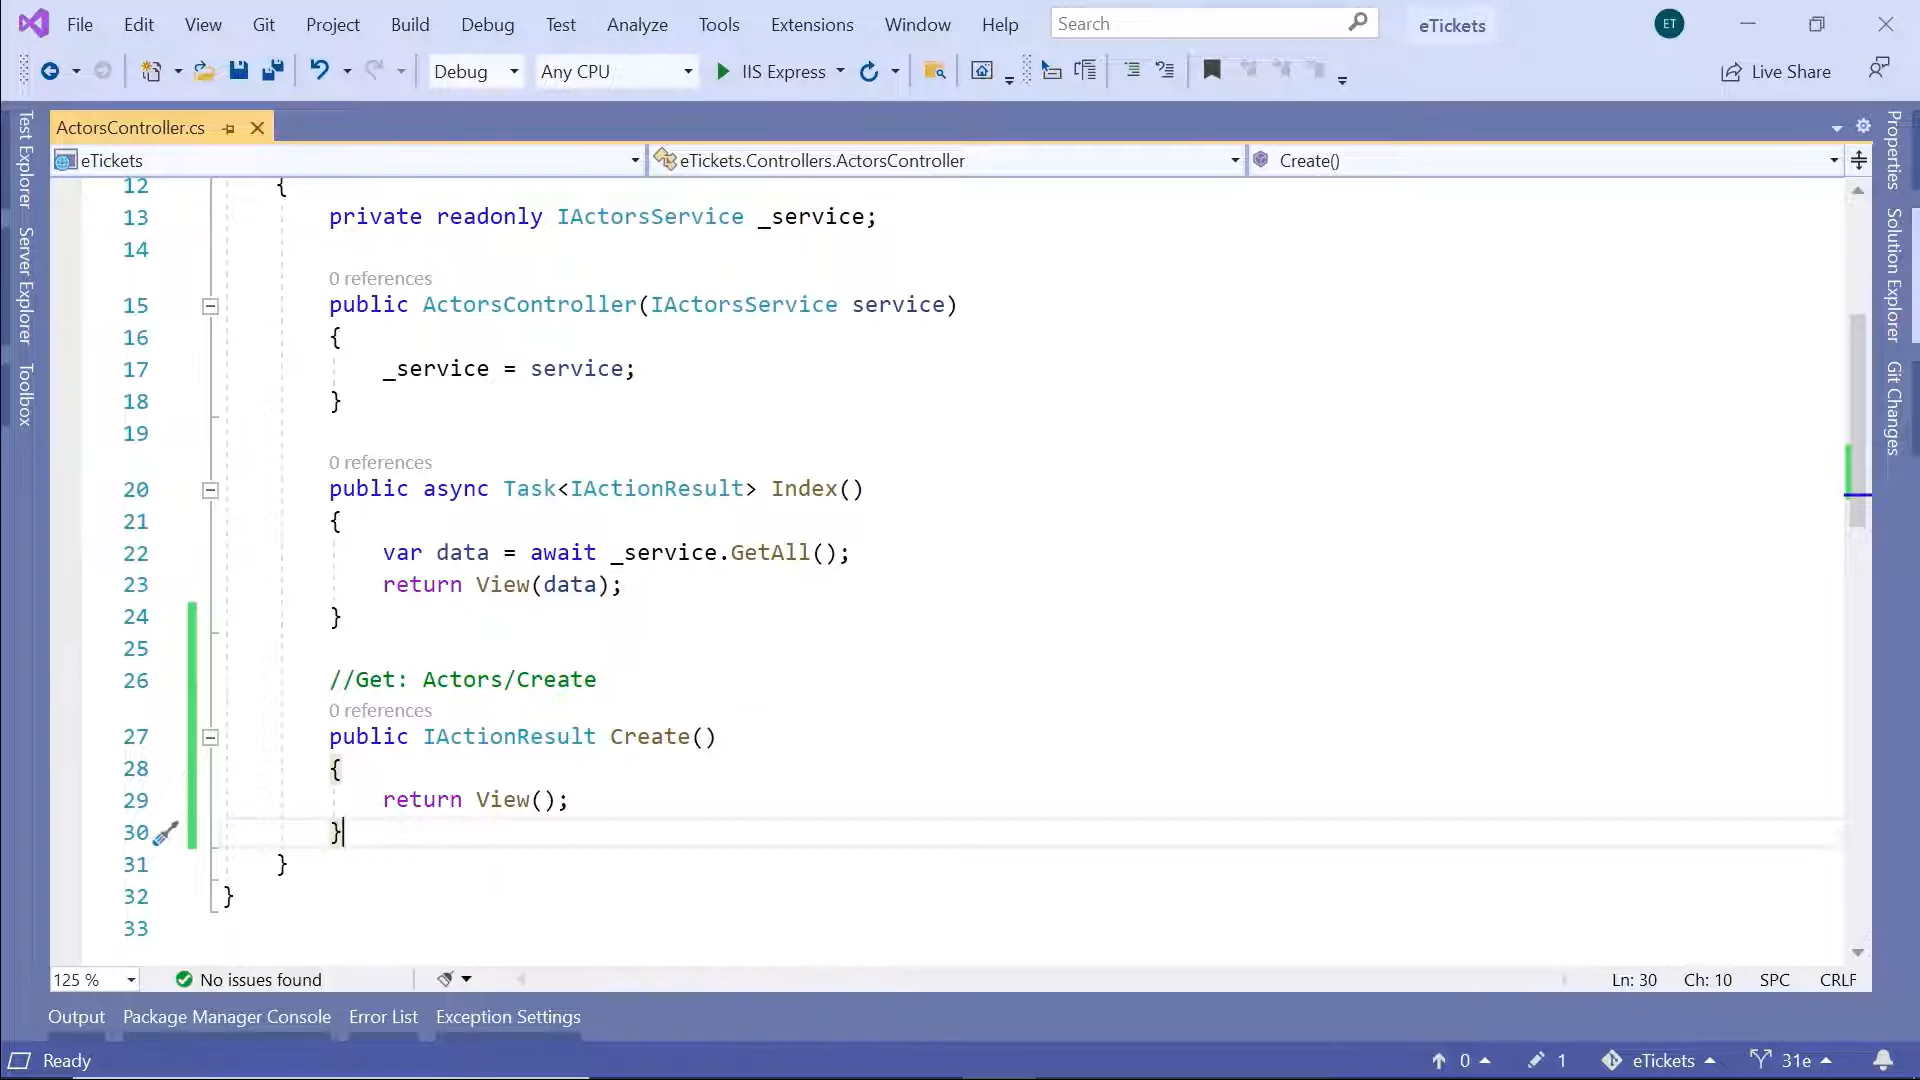 File Edit View Git Project Build Debug Test Analyze Tools Extensions Window Help Search eTickets ET
Debug Any CPU IIS Express Live Share
ActorsController.cs
eTickets eTickets.Controllers.ActorsController Create()
Test Explorer
Server Explorer
Toolbox
12 {
13 private readonly IActorsService _service;
14
0 references
15 public ActorsController(IActorsService service)
16 {
17 _service = service;
18 }
19
0 references
20 public async Task<IActionResult> Index()
21 {
22 var data = await _service.GetAll();
23 return View(data);
24 }
25
26 //Get: Actors/Create
0 references
27 public IActionResult Create()
28 {
29 return View();
30 }
31 }
32 }
33
Properties
Solution Explorer
Git Changes
125 % No issues found Ln: 30 Ch: 10 SPC CRLF
Output Package Manager Console Error List Exception Settings
Ready 0 1 eTickets 31e